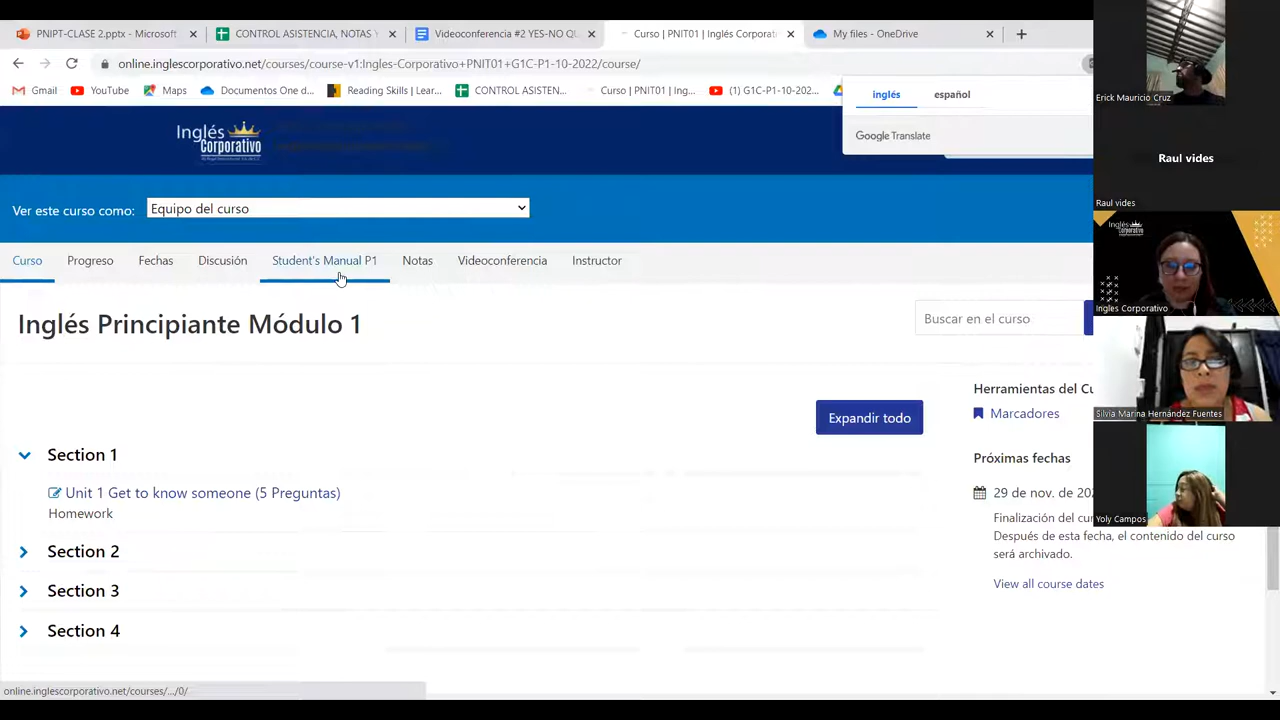 PNIPT-CLASE 2.pptx - Microsoft
CONTROL ASISTENCIA, NOTAS Y
Videoconferencia #2 YES-NO QU
Curso | PNIT01 | Inglés Corporati
My files - OneDrive
online.inglescorporativo.net/courses/course-v1:Ingles-Corporativo+PNIT01+G1C-P1-10-2022/course/
Gmail
YouTube
Maps
Documentos One d...
Reading Skills | Lear...
CONTROL ASISTEN...
Curso | PNIT01 | Ing...
(1) G1C-P1-10-202...
inglés
español
Google Translate
Inglés
Corporativo
Ver este curso como:
Equipo del curso
Curso
Progreso
Fechas
Discusión
Student's Manual P1
Notas
Videoconferencia
Instructor
Inglés Principiante Módulo 1
Buscar en el curso
Expandir todo
Section 1
Unit 1 Get to know someone (5 Preguntas)
Homework
Section 2
Section 3
Section 4
Herramientas del Cu
Marcadores
Próximas fechas
29 de nov. de 202
Finalización del cur
Después de esta fecha, el contenido del curso
será archivado.
View all course dates
online.inglescorporativo.net/courses/.../0/
Erick Mauricio Cruz
Raul vides
Raul vides
Inglés
Corporativo
Ingles Corporativo
Silvia Marina Hernández Fuentes
Yoly Campos